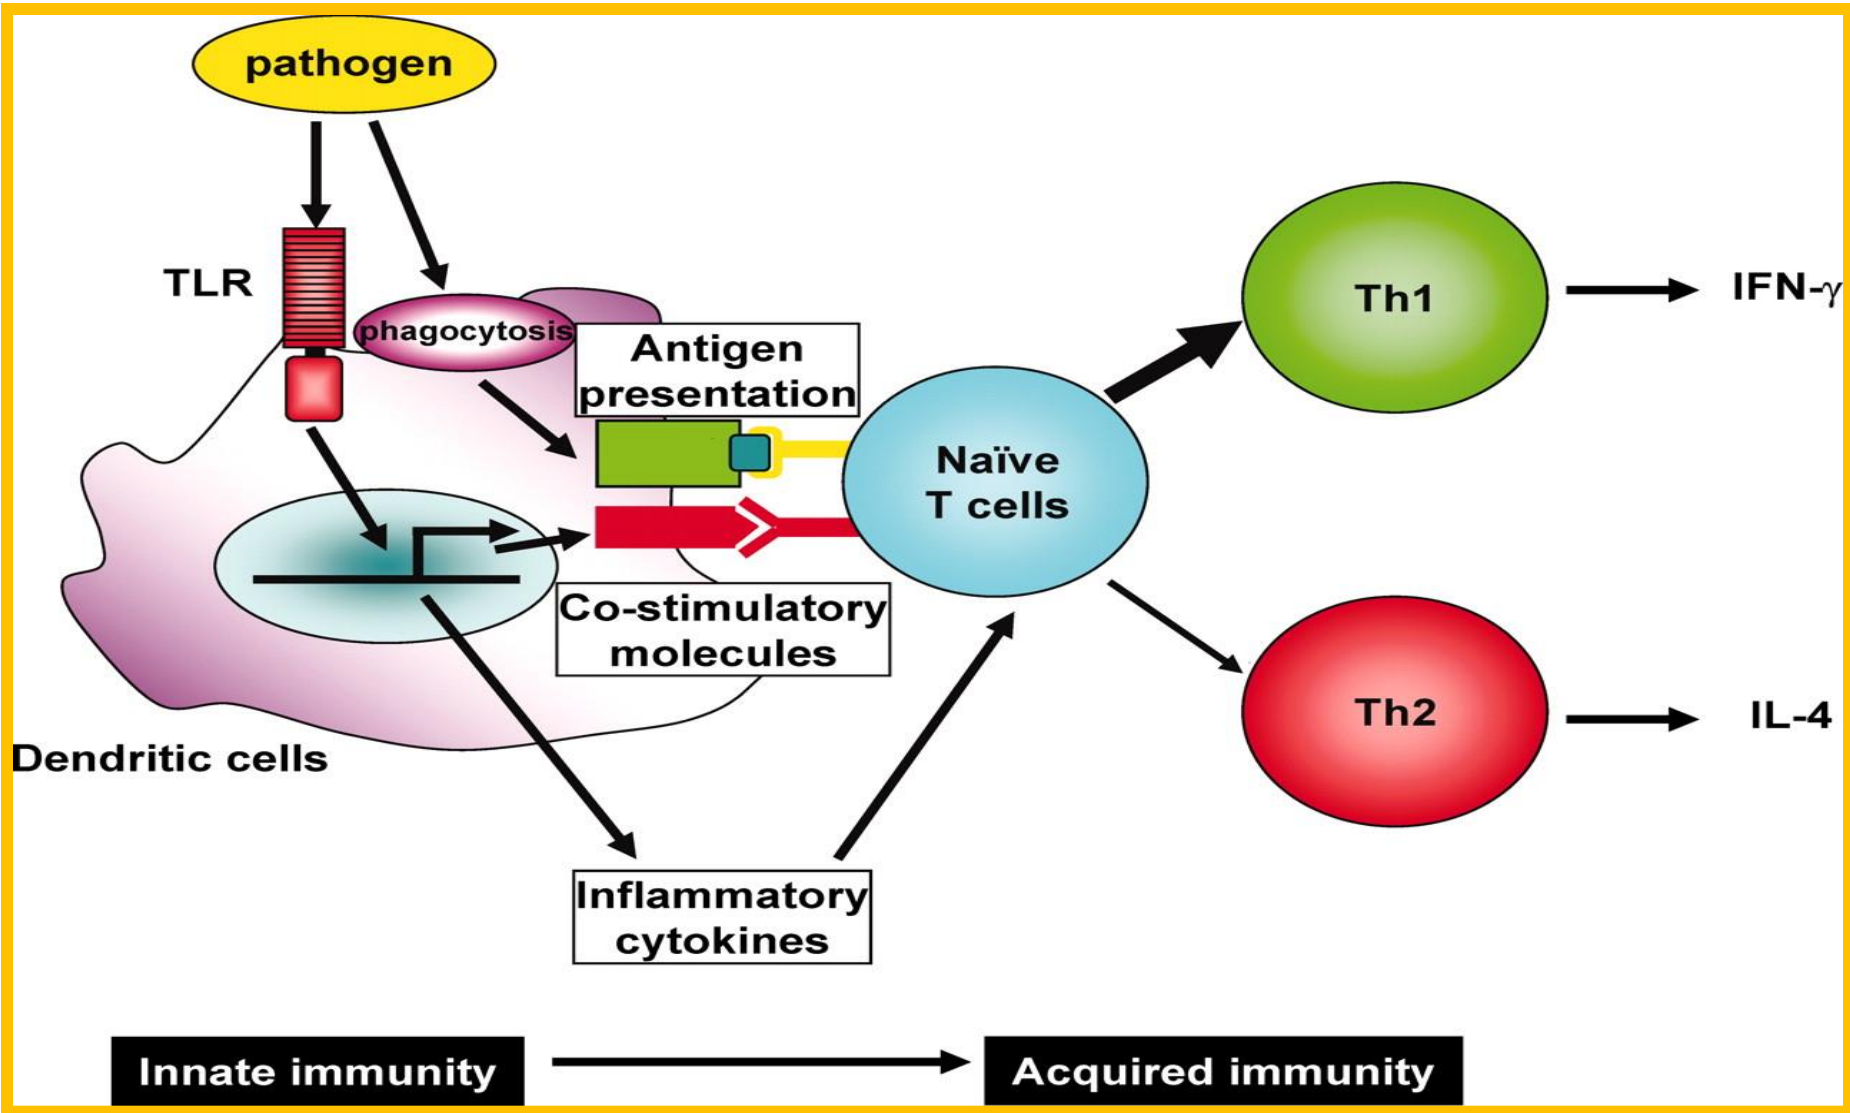 pathogen
TLR
phagocytosis
Antigen
presentation
Naïve
T cells
Th1
IFN-γ
Co-stimulatory
molecules
Th2
IL-4
Dendritic cells
Inflammatory
cytokines
Innate immunity
Acquired immunity